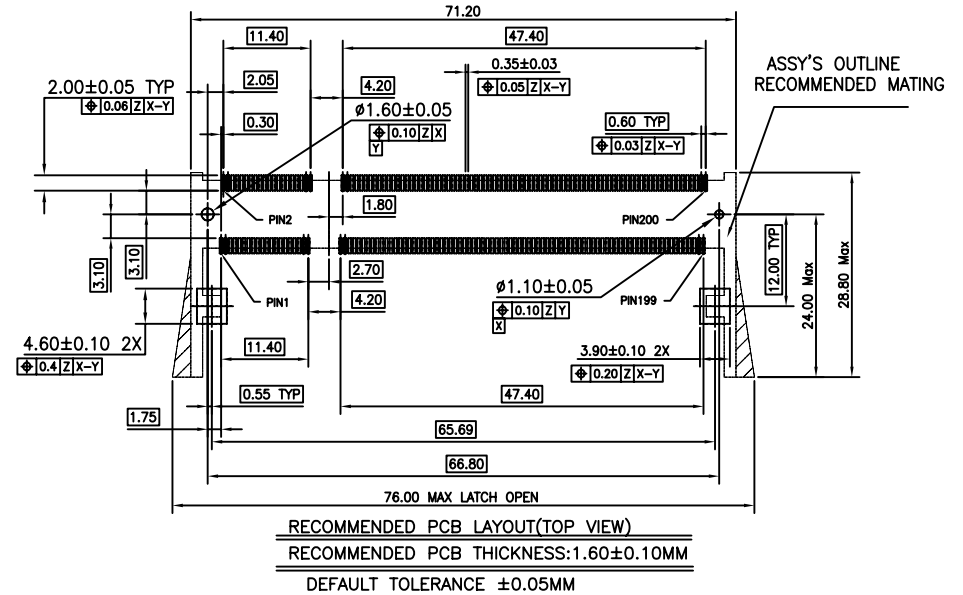 71.20
11.40
47.40
0.35±0.03
⌖ 0.05 Z X-Y
ASSY'S OUTLINE
RECOMMENDED MATING
2.05
4.20
2.00±0.05 TYP
⌖ 0.06 Z X-Y
ø1.60±0.05
⌖ 0.10 Z X
Y
0.30
0.60 TYP
⌖ 0.03 Z X-Y
PIN2
1.80
PIN200
3.10
3.10
2.70
4.20
PIN1
ø1.10±0.05
⌖ 0.10 Z Y
X
PIN199
12.00 TYP
24.00 Max
28.80 Max
4.60±0.10 2X
⌖ 0.4 Z X-Y
11.40
3.90±0.10 2X
⌖ 0.20 Z X-Y
0.55 TYP
47.40
1.75
65.69
66.80
76.00 MAX LATCH OPEN
RECOMMENDED PCB LAYOUT(TOP VIEW)
RECOMMENDED PCB THICKNESS:1.60±0.10MM
DEFAULT TOLERANCE ±0.05MM